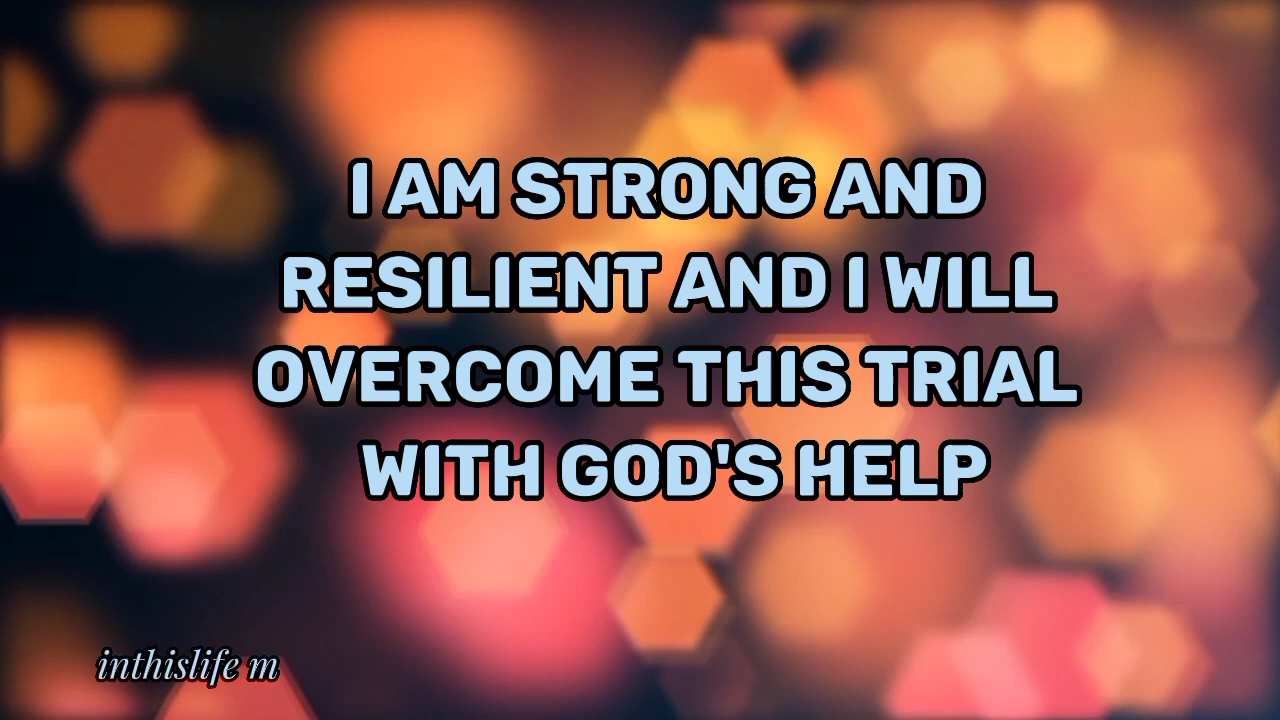 I AM STRONG AND
RESILIENT AND I WILL
OVERCOME THIS TRIAL
WITH GOD'S HELP
inthislife m